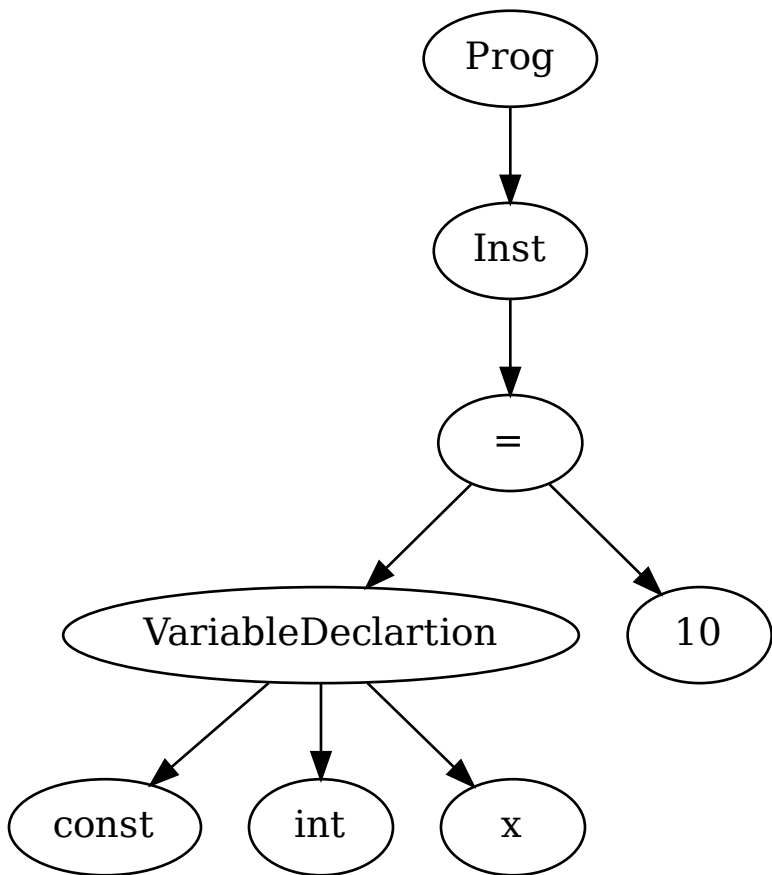 Prog
Inst
=
VariableDeclartion
10
const
int
x